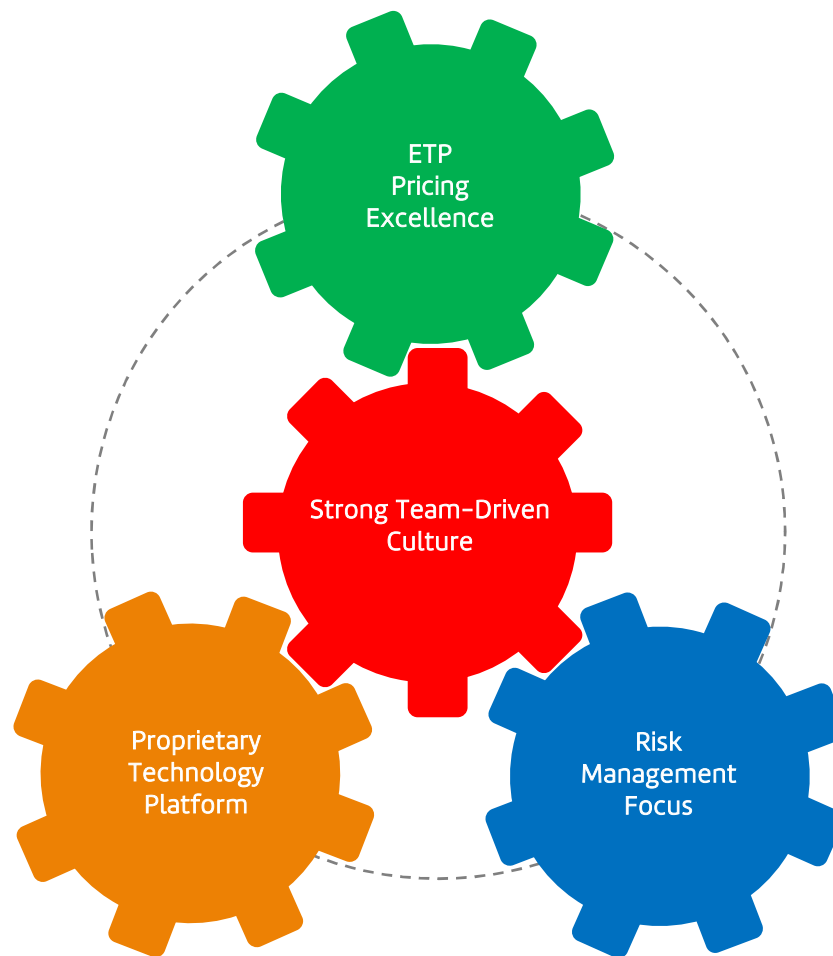 ETP
Pricing
Excellence
Strong Team-Driven
Culture
Proprietary
Technology
Platform
Risk
Management
Focus